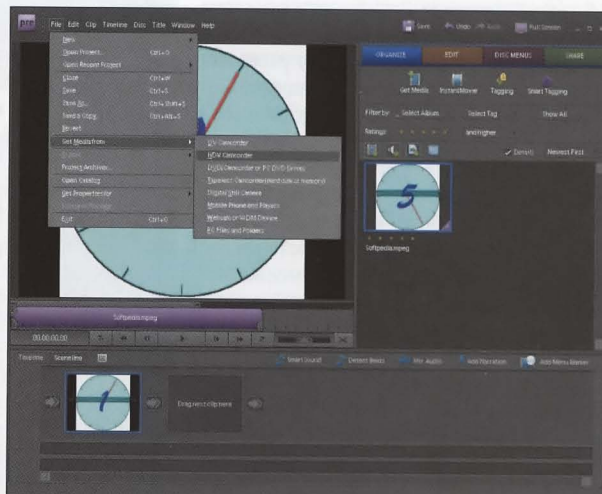 pre File Edit Clip Timeline Disc Title Window Help
Save Undo Redo Full Screen
New
Open Project... Ctrl+O
Open Recent Project
Close Ctrl+W
Save Ctrl+S
Save As... Ctrl+Shift+S
Save a Copy... Ctrl+Alt+S
Revert
Get Media from
Project Archiver...
Open Catalog
Get Properties for
Exit Ctrl+Q
DV Camcorder
HDV Camcorder
DVD Camcorder or PC DVD Drive
Digital Still Camera
Mobile Phone and Players
Webcam or WDM Device
PC Files and Folders
ORGANIZE EDIT DISC MENUS SHARE
Get Media InstantMovie Tagging Smart Tagging
Filter by: Select Album Select Tag Show All
Ratings: and higher
Details Newest First
5
Softpedia.mpeg
Softpedia.mpeg
00;00;00;00
Timeline Sceneline
Smart Sound Detect Beats Mix Audio Add Narration Add Menu Marker
1
Drag next clip here